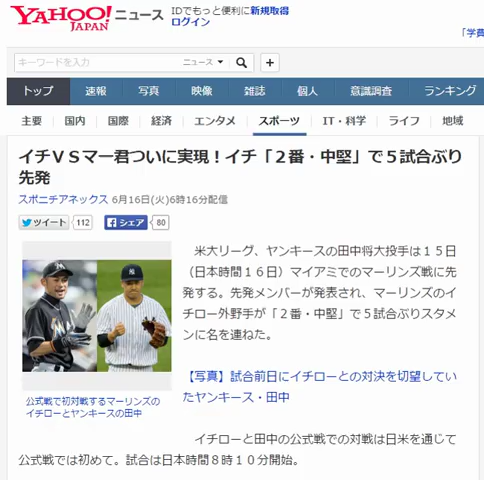 YAHOO! ニュース
JAPAN
IDでもっと便利に新規取得
ログイン
「学費
キーワードを入力
ニュース
+
トップ 速報 写真 映像 雑誌 個人 意識調査 ランキング
主要 国内 国際 経済 エンタメ スポーツ IT・科学 ライフ 地域
イチVSマー君ついに実現！イチ「２番・中堅」で５試合ぶり
先発
スポニチアネックス 6月16日(火)6時16分配信
ツイート 112 シェア 80
米大リーグ、ヤンキースの田中将大投手は１５日
（日本時間１６日）マイアミでのマーリンズ戦に先
発する。先発メンバーが発表され、マーリンズのイ
チロー外野手が「２番・中堅」で５試合ぶりスタメ
ンに名を連ねた。
【写真】試合前日にイチローとの対決を切望してい
たヤンキース・田中
公式戦で初対戦するマーリンズの
イチローとヤンキースの田中
イチローと田中の公式戦での対戦は日米を通じて
公式戦では初めて。試合は日本時間８時１０分開始。